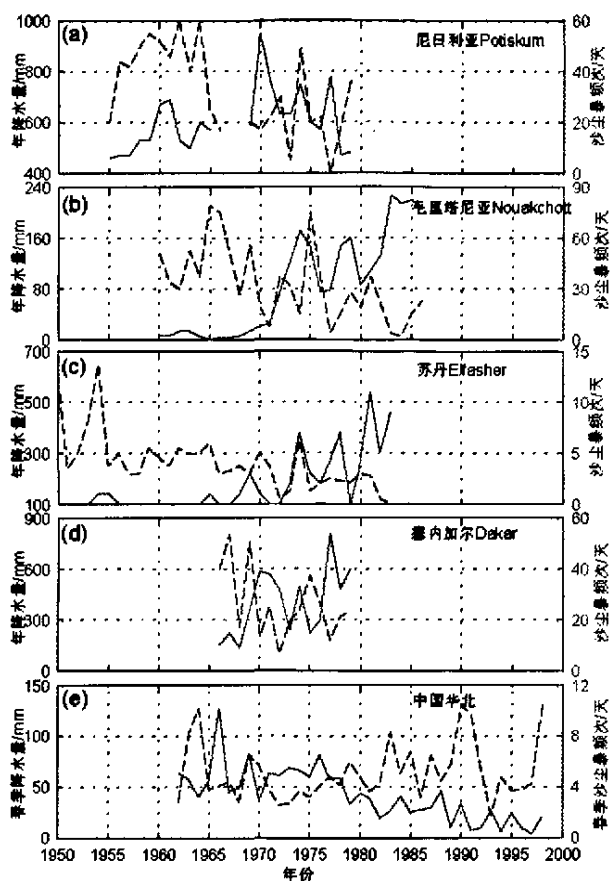 (a)
尼日利亚Potiskum
年降水量/mm
沙尘暴频次/天
1000
800
600
400
60
40
20
0
(b)
毛里塔尼亚Nouakchott
年降水量/mm
沙尘暴频次/天
240
160
80
0
90
60
30
0
(c)
苏丹Elfasher
年降水量/mm
沙尘暴频次/天
700
500
300
100
15
10
5
0
(d)
塞内加尔Dakar
年降水量/mm
沙尘暴频次/天
900
600
300
0
60
40
20
0
(e)
中国华北
春季降水量/mm
春季沙尘暴频次/天
150
100
50
0
12
8
4
0
1950 1955 1960 1965 1970 1975 1980 1985 1990 1995 2000
年份